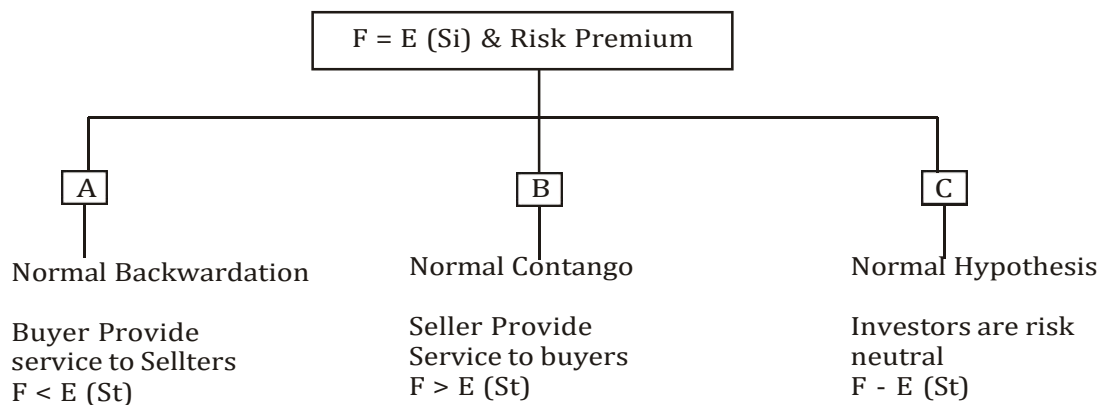 F = E (Si) & Risk Premium
A
B
C
Normal Backwardation
Buyer Provide
service to Sellters
F < E (St)
Normal Contango
Seller Provide
Service to buyers
F > E (St)
Normal Hypothesis
Investors are risk
neutral
F - E (St)